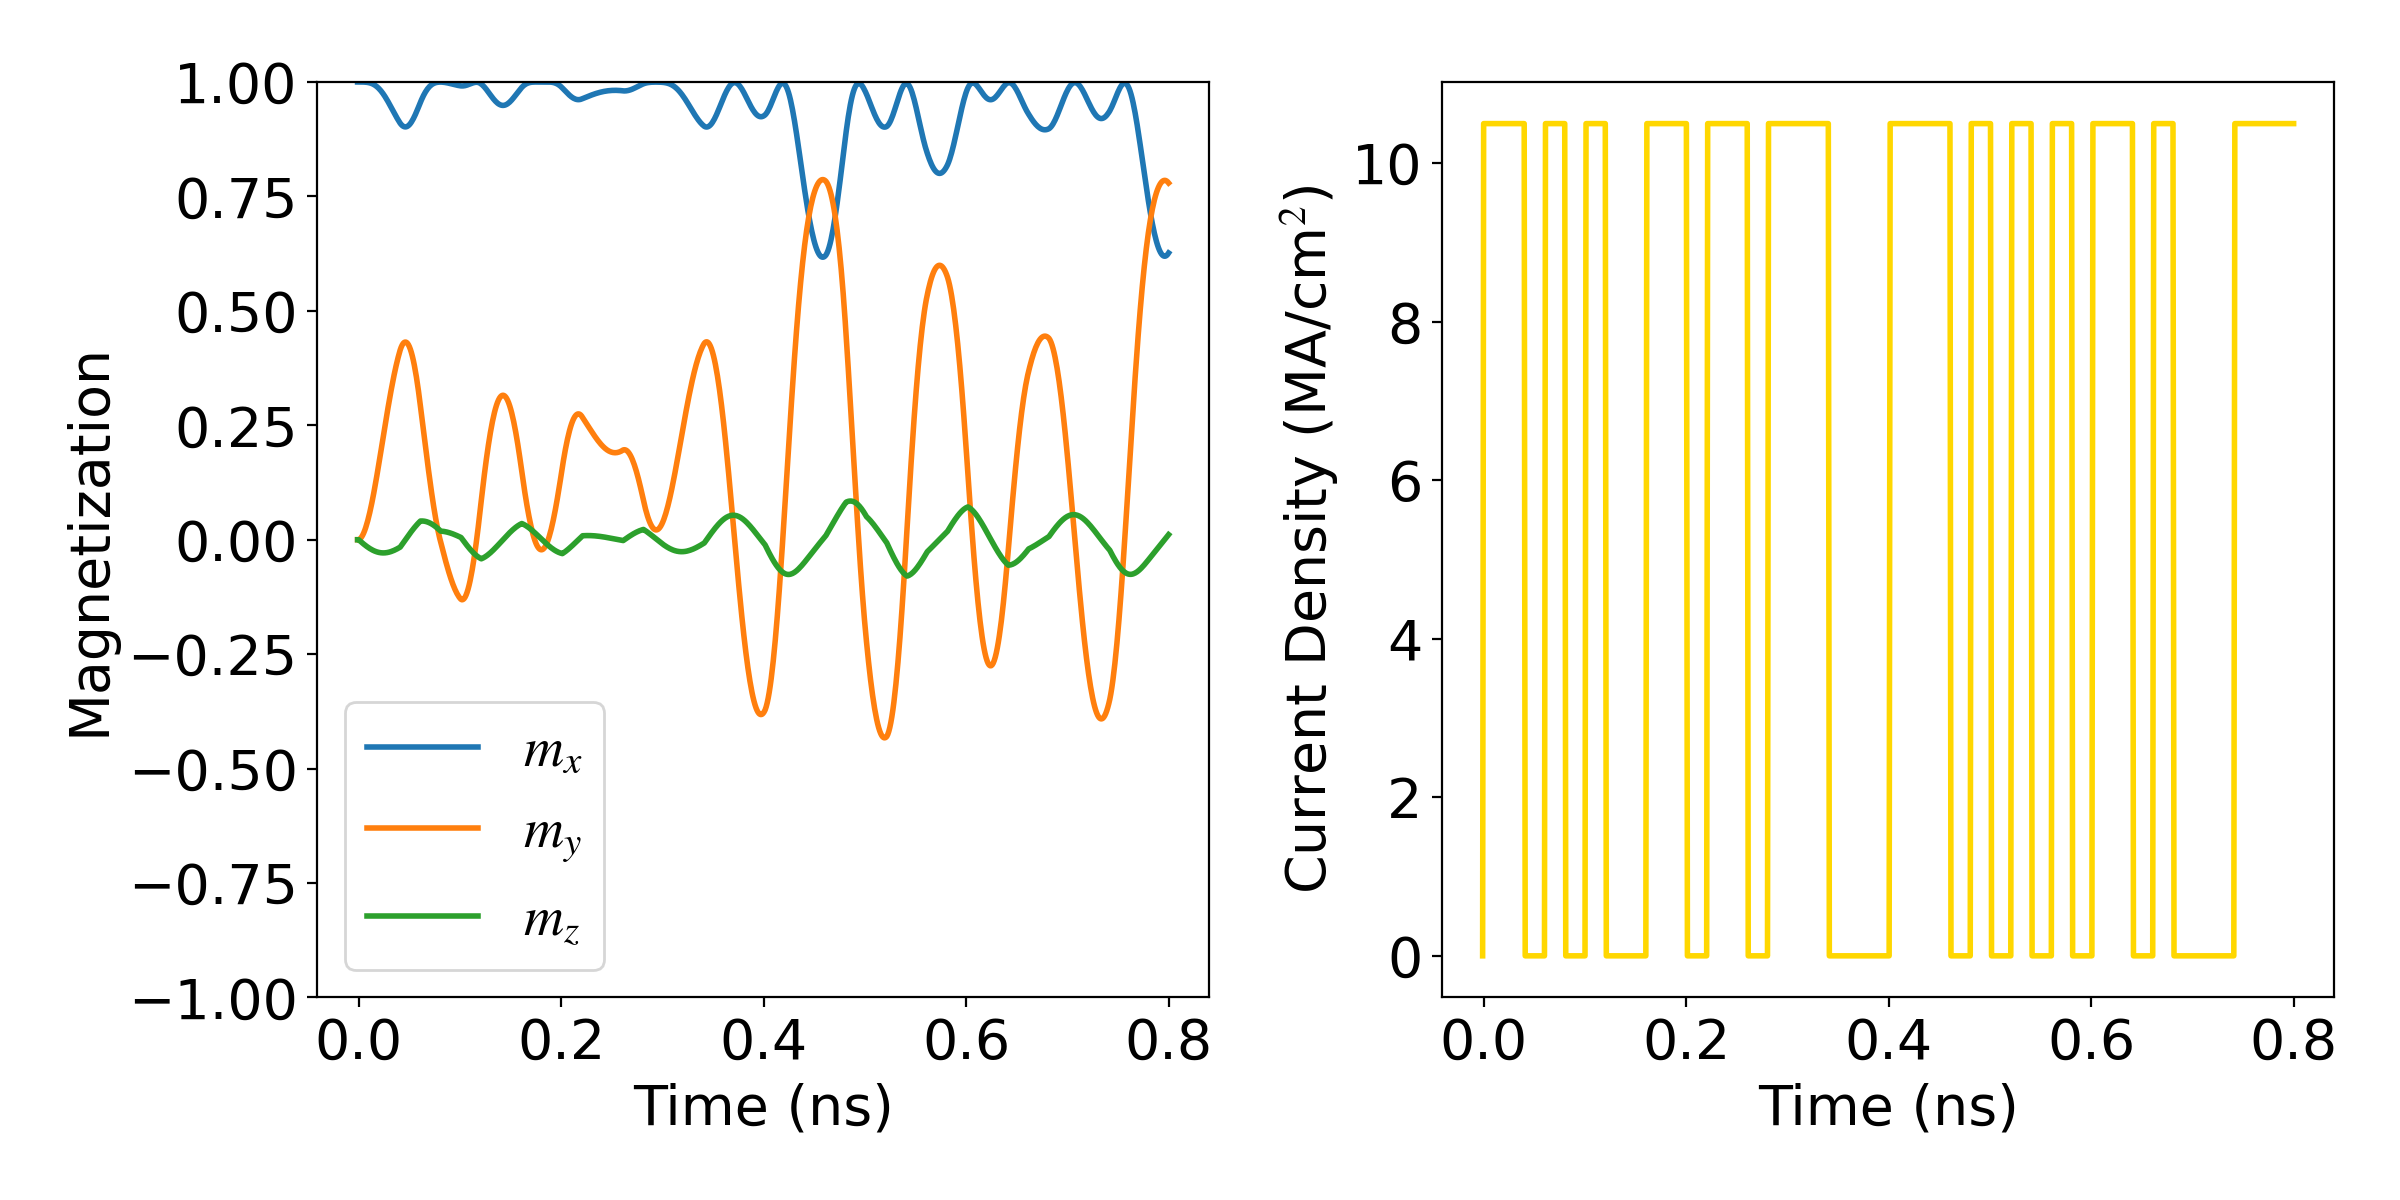 Magnetization
1.00
0.75
0.50
0.25
0.00
−0.25
−0.50
−0.75
−1.00
m_x
m_y
m_z
0.0 0.2 0.4 0.6 0.8
Time (ns)
Current Density (MA/cm²)
10
8
6
4
2
0
0.0 0.2 0.4 0.6 0.8
Time (ns)